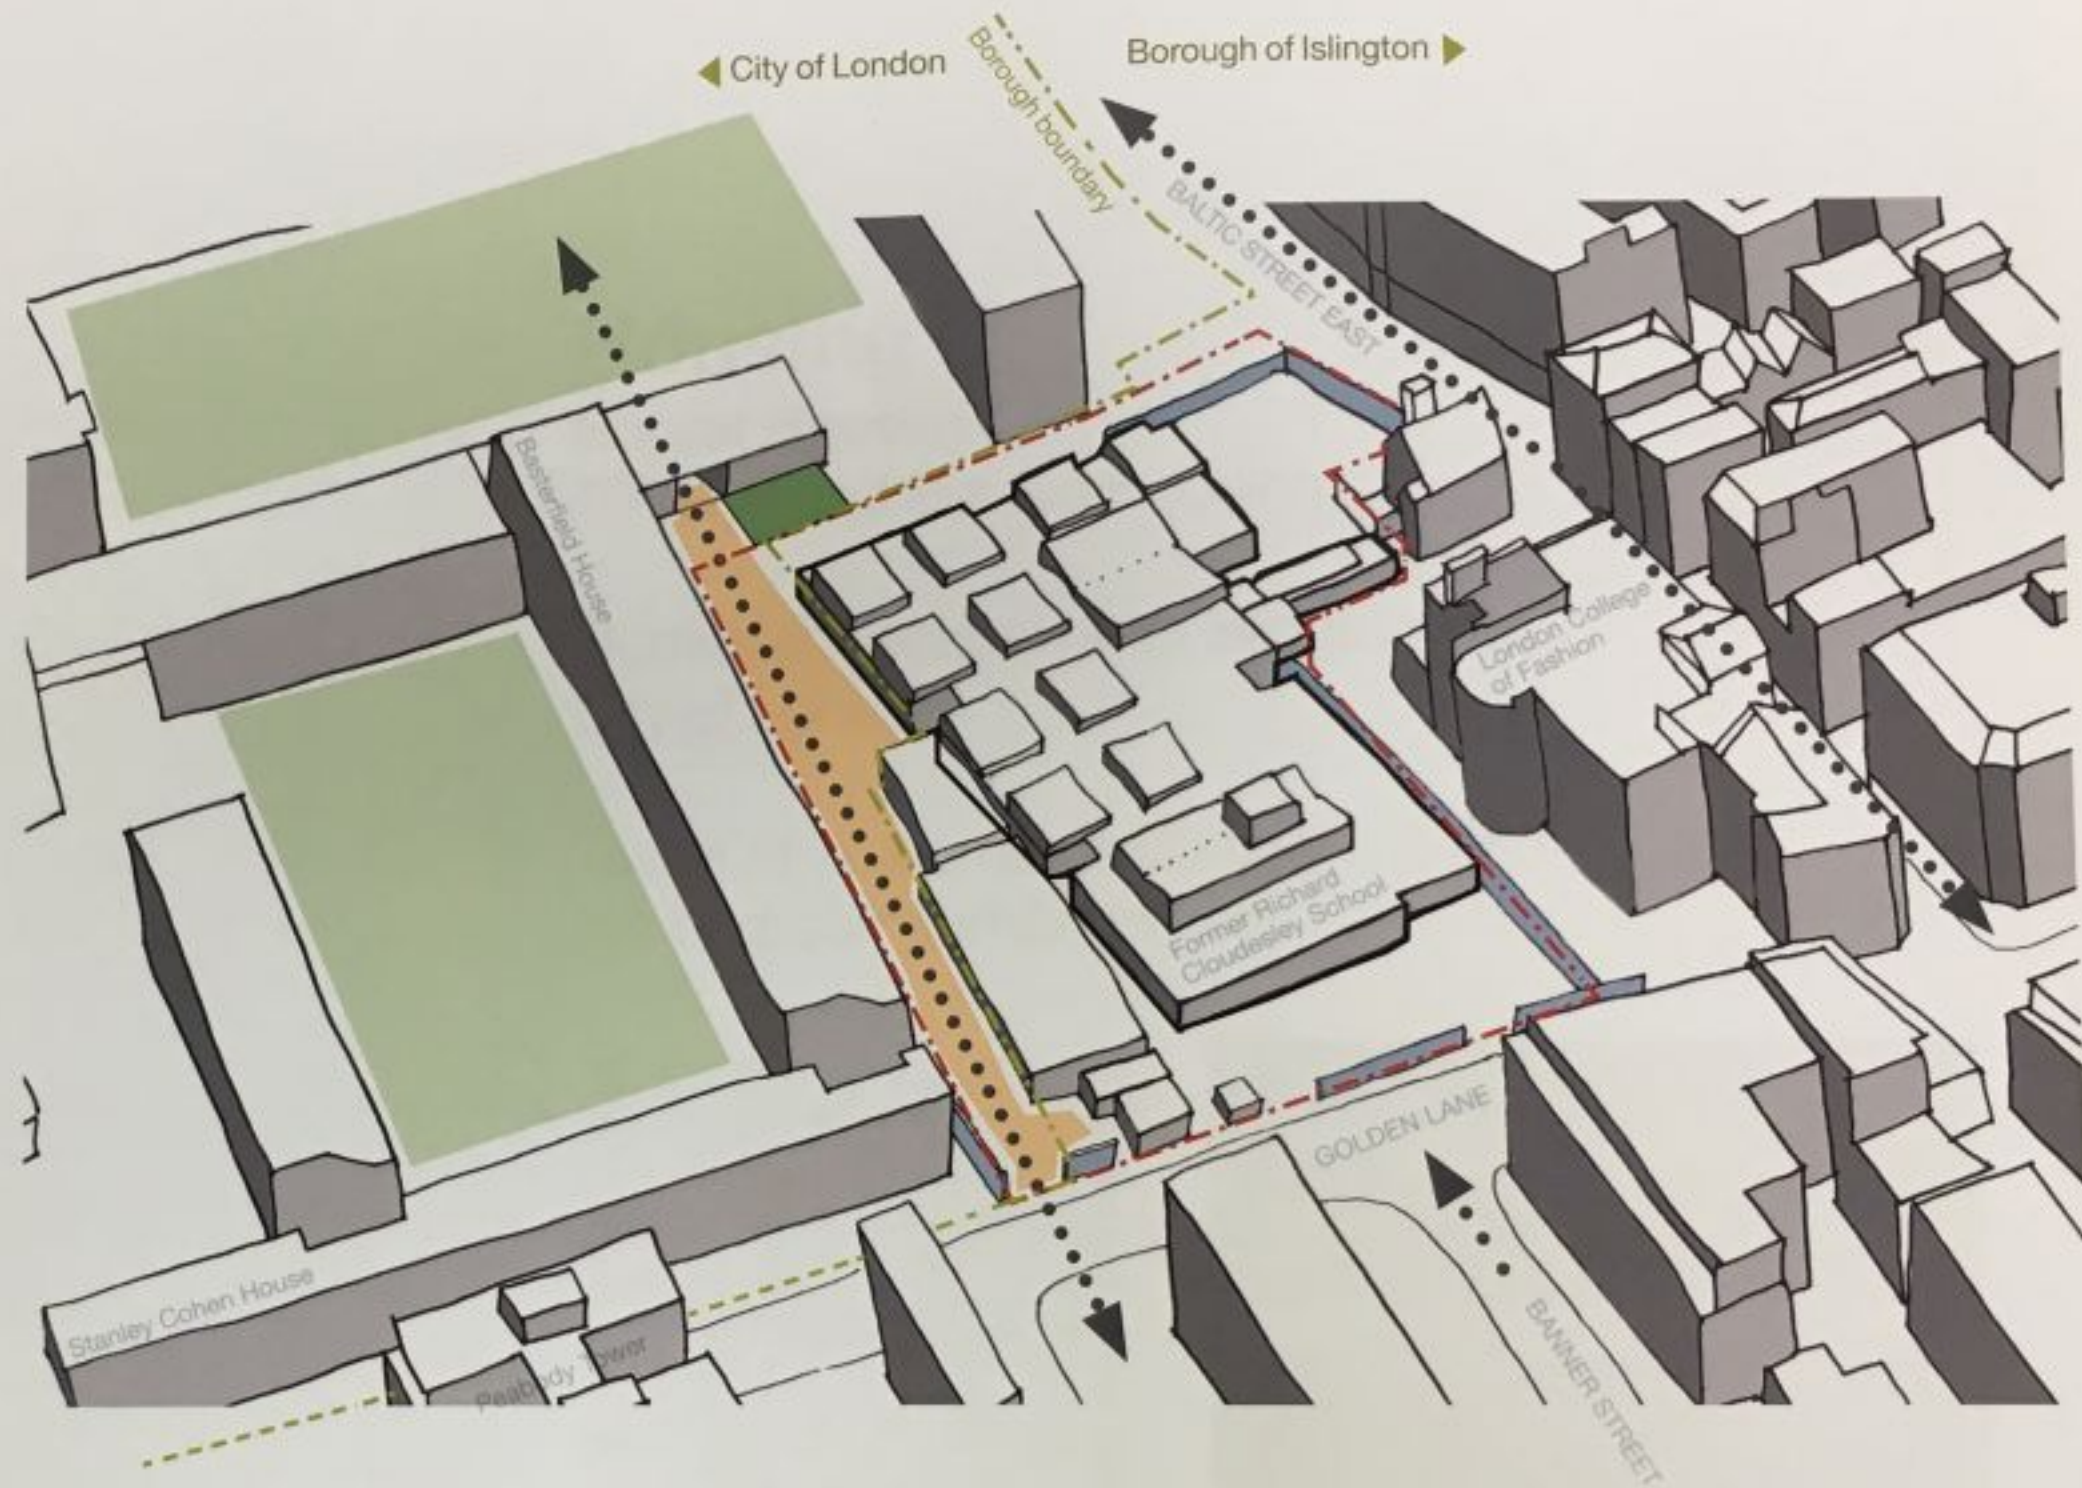 City of London
Borough of Islington
Borough boundary
BALTIC STREET EAST
Basterfield House
London College
of Fashion
Former Richard
Cloudesley School
GOLDEN LANE
Stanley Cohen House
Peabody Tower
BANNER STREET